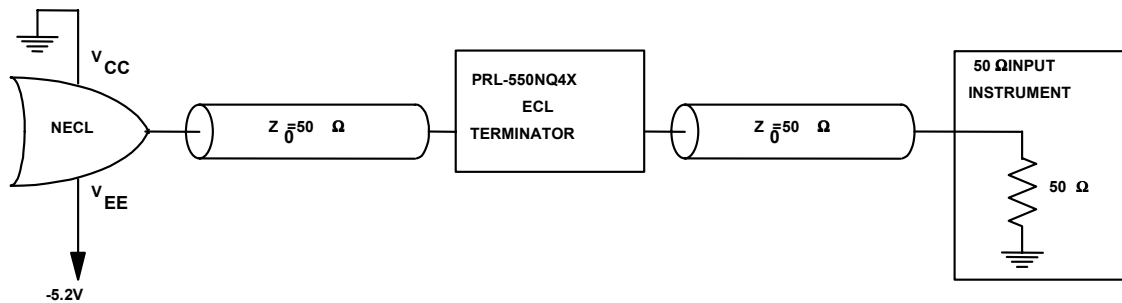 V CC
NECL
V EE
-5.2V
Z 0 =50 Ω
PRL-550NQ4X
ECL
TERMINATOR
Z 0 =50 Ω
50 ΩINPUT
INSTRUMENT
50 Ω